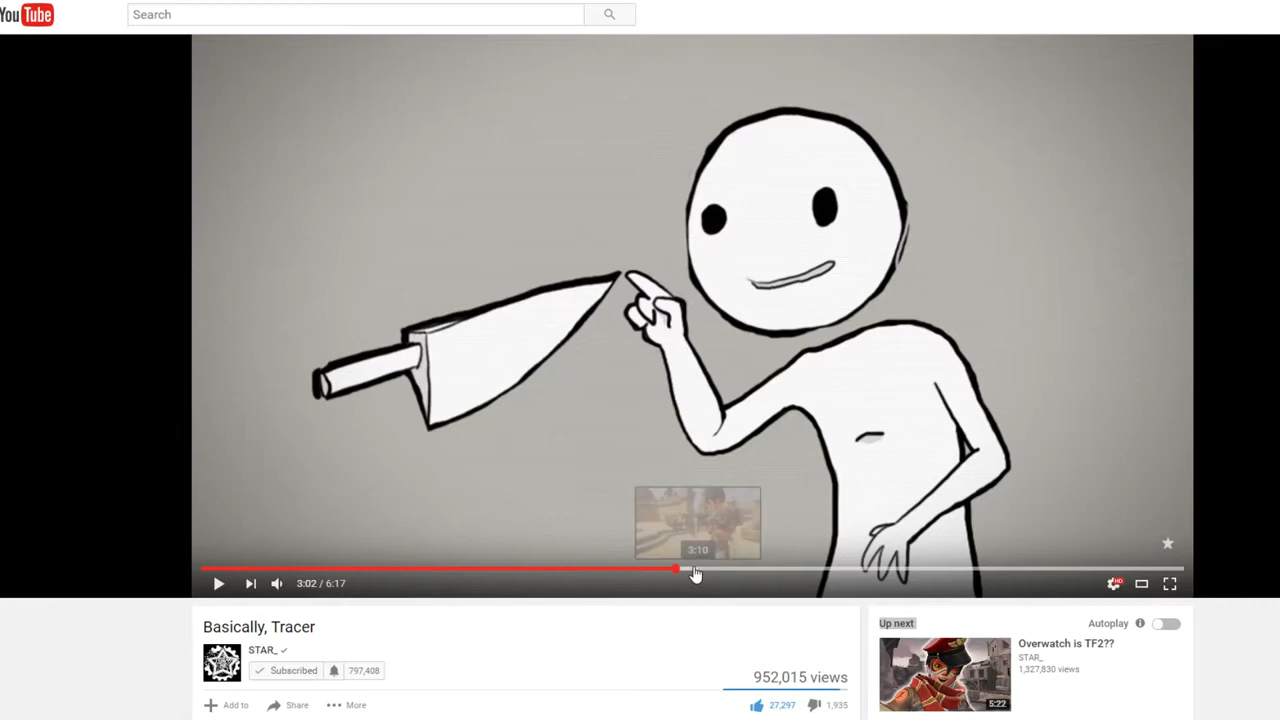 YouTube
Search
3:10
3:02 / 6:17
HD
Basically, Tracer
STAR_
Subscribed 797,408
952,015 views
Add to Share More
27,297 1,935
Up next
Autoplay
Overwatch is TF2??
STAR_
1,327,830 views
5:22